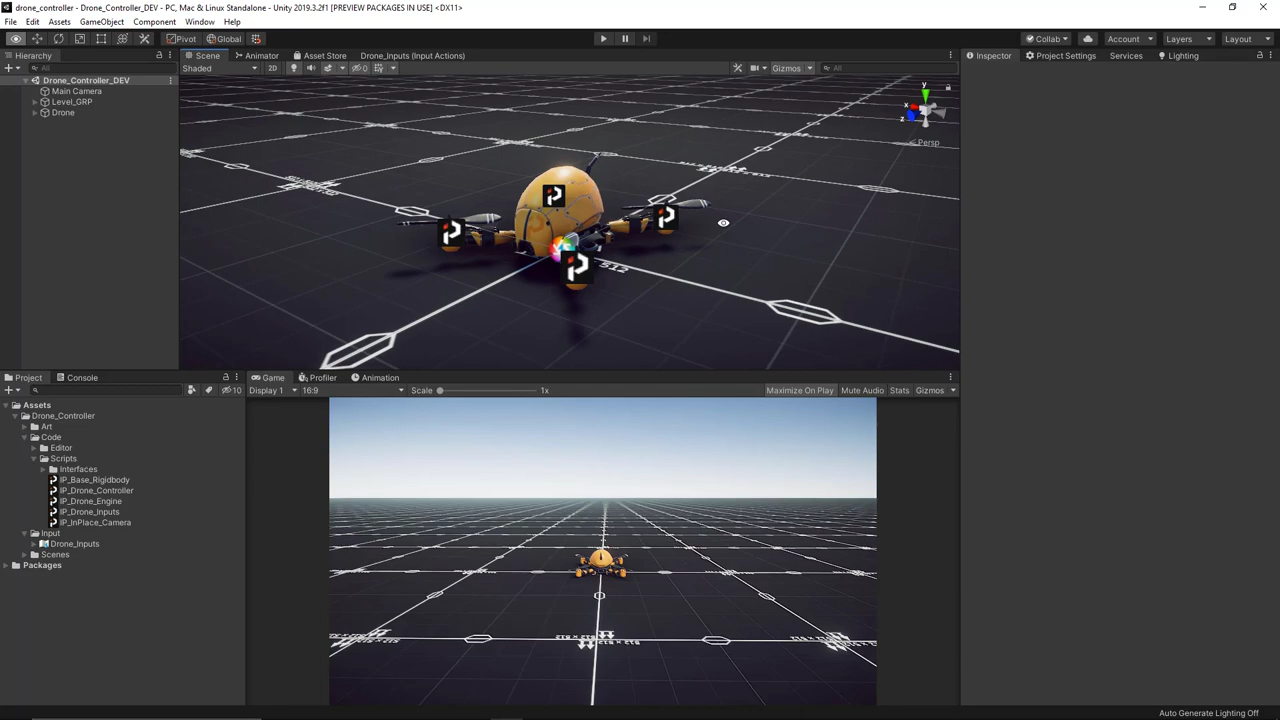 drone_controller - Drone_Controller_DEV - PC, Mac & Linux Standalone - Unity 2019.3.2f1 [PREVIEW PACKAGES IN USE] <DX11>
File Edit Assets GameObject Component Window Help
Pivot Global Collab Account Layers Layout
Hierarchy
All
Drone_Controller_DEV
Main Camera
Level_GRP
Drone
Scene Animator Asset Store Drone_Inputs (Input Actions)
Shaded 2D 0 Gizmos All
y
x
z
Persp
512
Inspector Project Settings Services Lighting
Project Console
10
Assets
Drone_Controller
Art
Code
Editor
Scripts
Interfaces
IP_Base_Rigidbody
IP_Drone_Controller
IP_Drone_Engine
IP_Drone_Inputs
IP_InPlace_Camera
Input
Drone_Inputs
Scenes
Packages
Game Profiler Animation
Display 1 16:9 Scale 1x Maximize On Play Mute Audio Stats Gizmos
Auto Generate Lighting Off